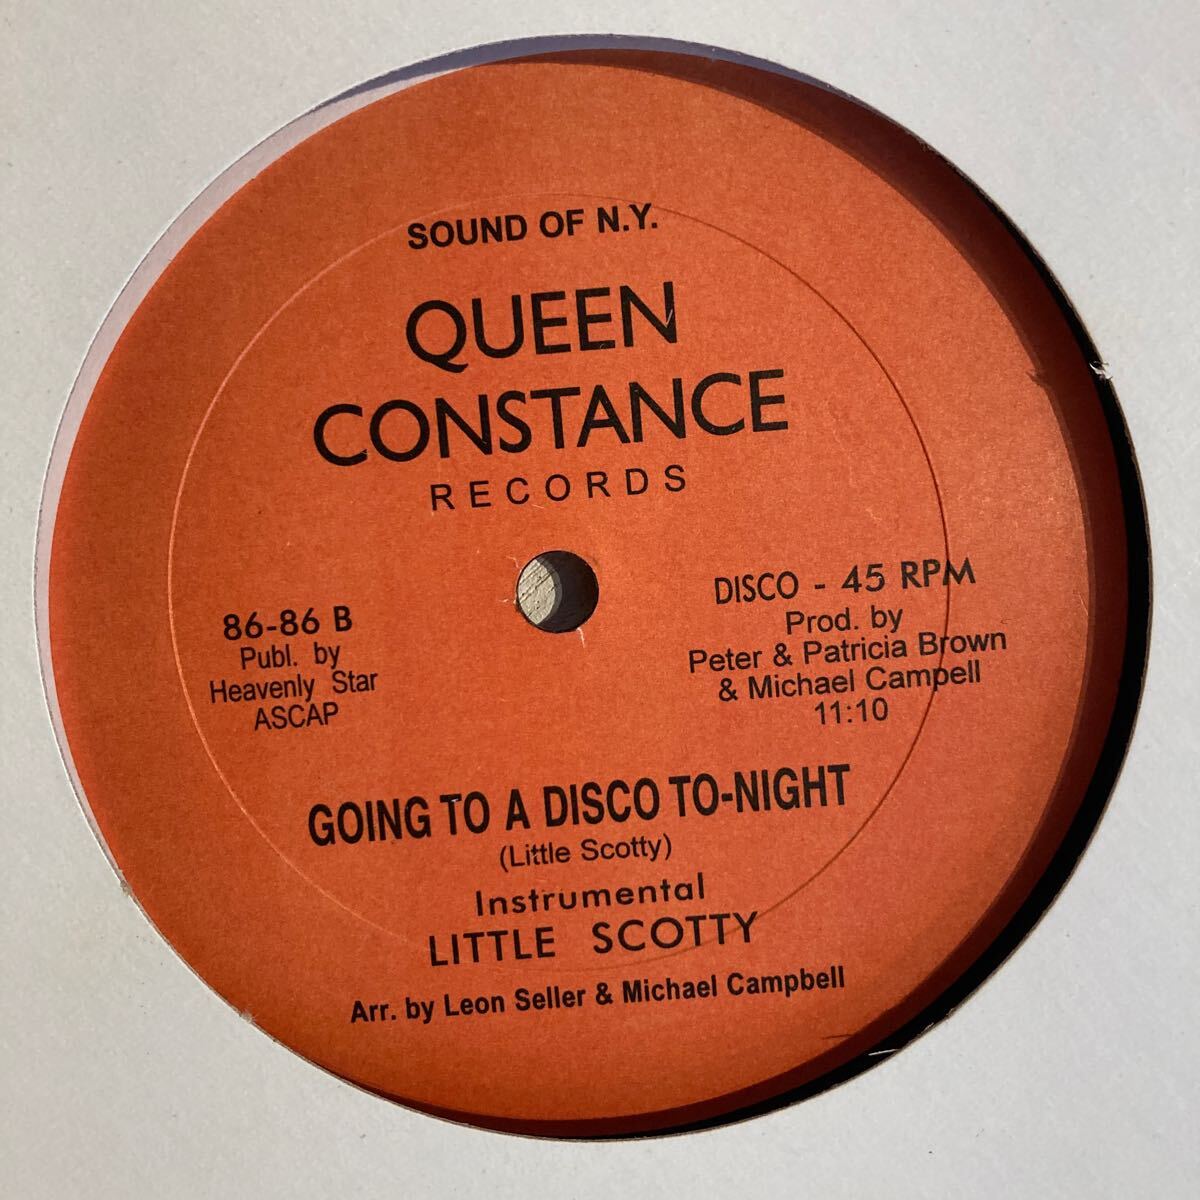 SOUND OF N.Y.
QUEEN
CONSTANCE
RECORDS
86-86 B
Publ. by
Heavenly Star
ASCAP
DISCO - 45 RPM
Prod. by
Peter & Patricia Brown
& Michael Campell
11:10
GOING TO A DISCO TO-NIGHT
(Little Scotty)
Instrumental
LITTLE SCOTTY
Arr. by Leon Seller & Michael Campbell